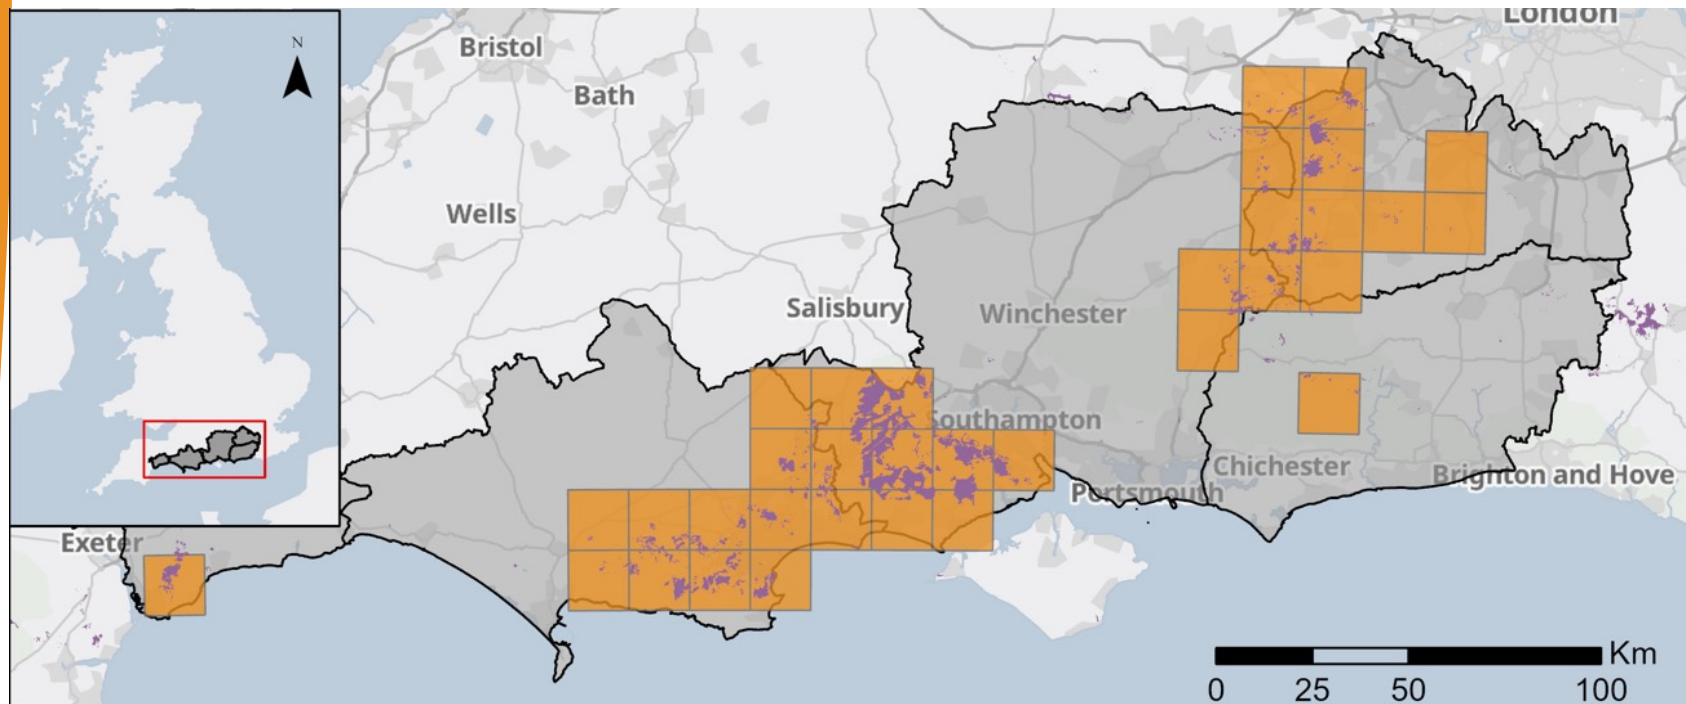 London
N
Bristol
Bath
Wells
Salisbury
Winchester
Southampton
Chichester
Portsmouth
Brighton and Hove
Exeter
Km
0 25 50 100